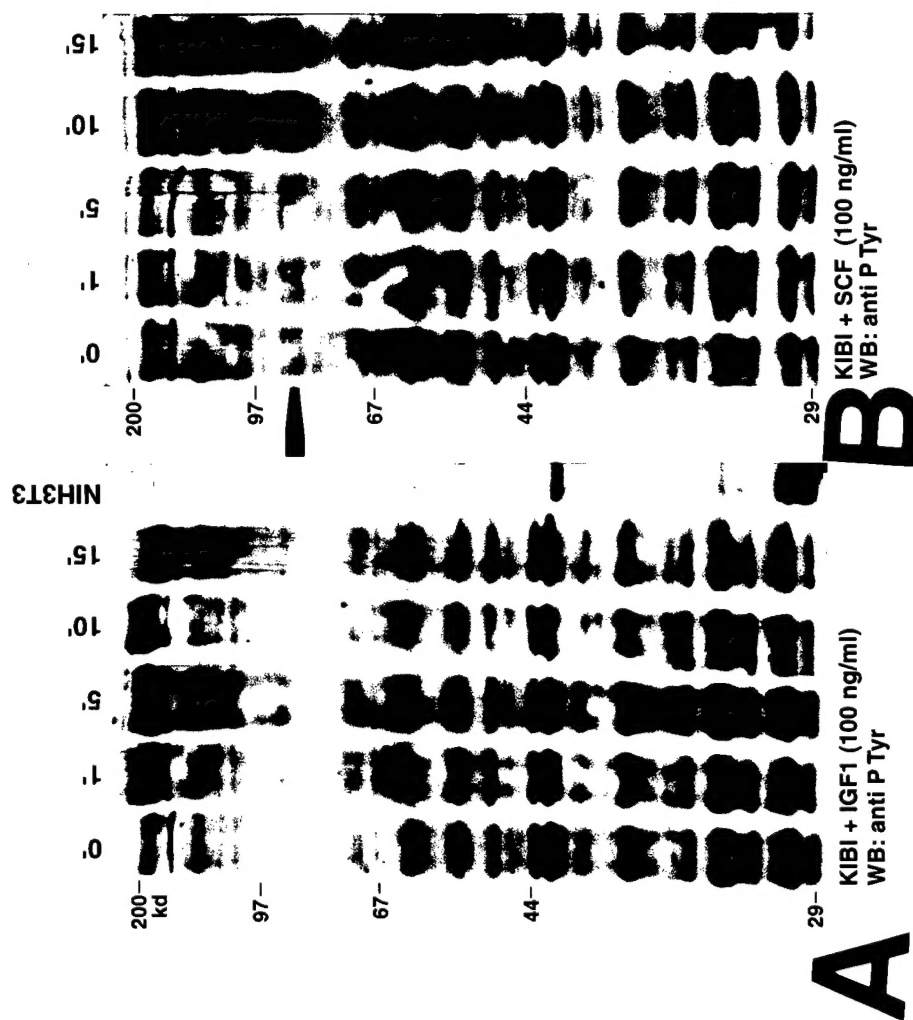 0' 1' 5' 10' 15' NIH3T3
200–
kd
97–
67–
44–
29–
KIBI + IGF1 (100 ng/ml)
WB: anti P Tyr
A
0' 1' 5' 10' 15'
200–
97–
67–
44–
29–
KIBI + SCF (100 ng/ml)
WB: anti P Tyr
B